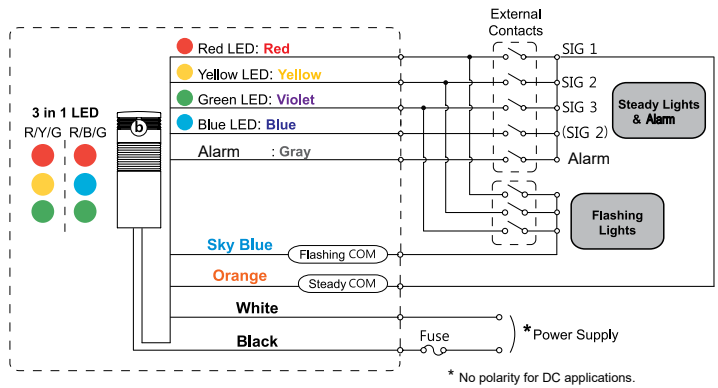 External
Contacts
Red LED: Red
SIG 1
Yellow LED: Yellow
SIG 2
Green LED: Violet
SIG 3
Blue LED: Blue
(SIG 2)
Alarm : Gray
Alarm
Steady Lights
& Alarm
3 in 1 LED
R/Y/G R/B/G
b
Flashing
Lights
Sky Blue
Flashing COM
Orange
Steady COM
White
Black
Fuse
* Power Supply
* No polarity for DC applications.